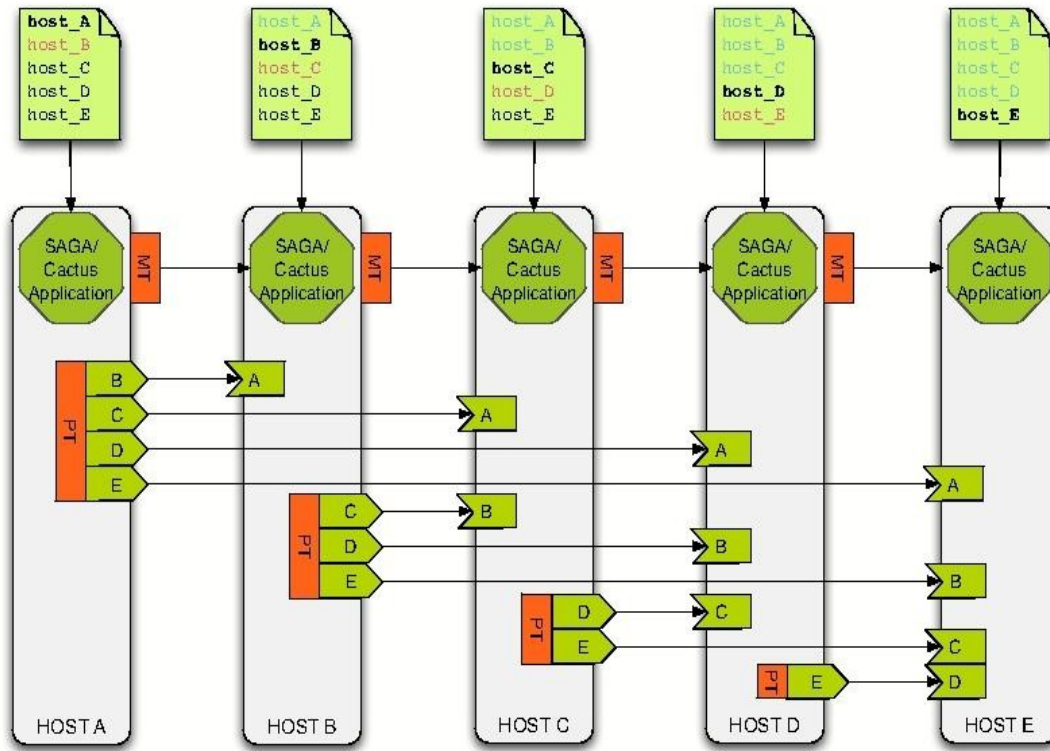 host_A
host_B
host_C
host_D
host_E
host_A
host_B
host_C
host_D
host_E
host_A
host_B
host_C
host_D
host_E
host_A
host_B
host_C
host_D
host_E
host_A
host_B
host_C
host_D
host_E
SAGA/
Cactus
Application
MT
SAGA/
Cactus
Application
MT
SAGA/
Cactus
Application
MT
SAGA/
Cactus
Application
MT
SAGA/
Cactus
Application
PT
B
A
C
A
D
A
E
A
PT
C
B
D
B
E
B
PT
D
C
E
C
PT
E
D
HOST A
HOST B
HOST C
HOST D
HOST E